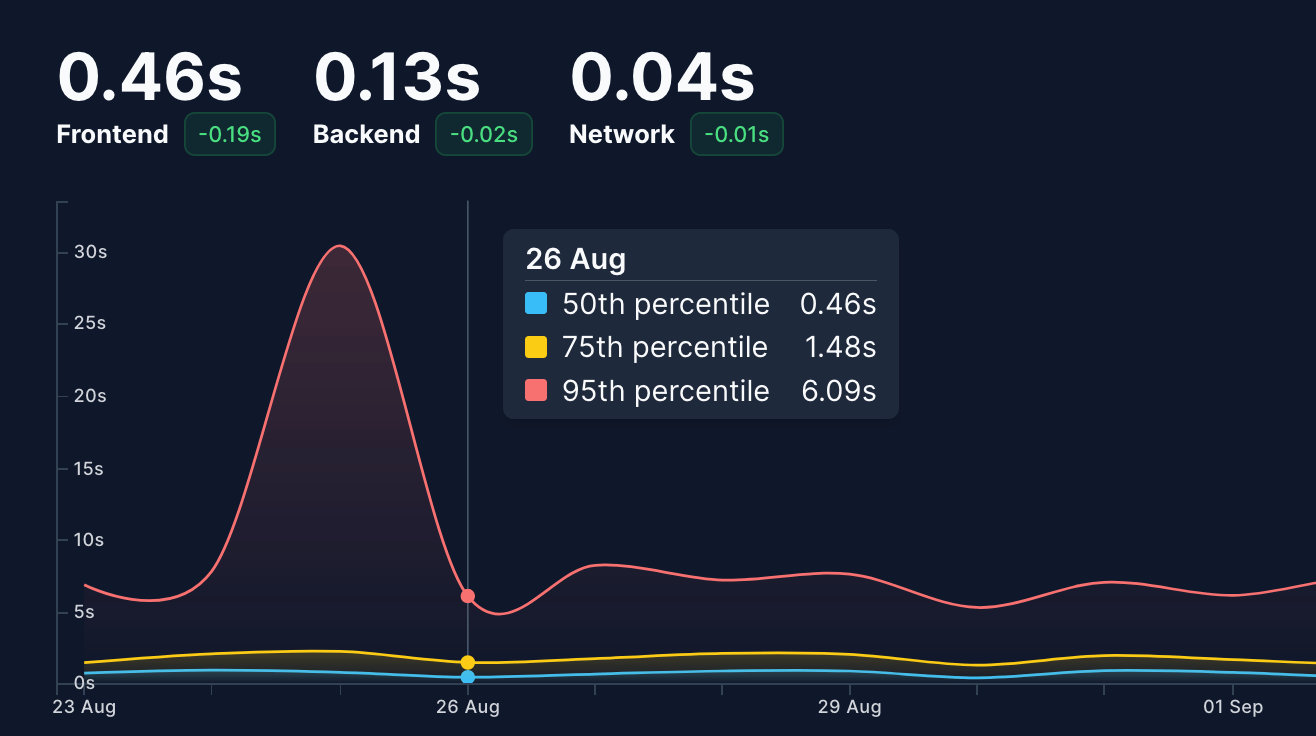 0.46s 0.13s 0.04s
Frontend -0.19s Backend -0.02s Network -0.01s
30s
25s
20s
15s
10s
5s
0s
26 Aug
50th percentile 0.46s
75th percentile 1.48s
95th percentile 6.09s
23 Aug 26 Aug 29 Aug 01 Sep